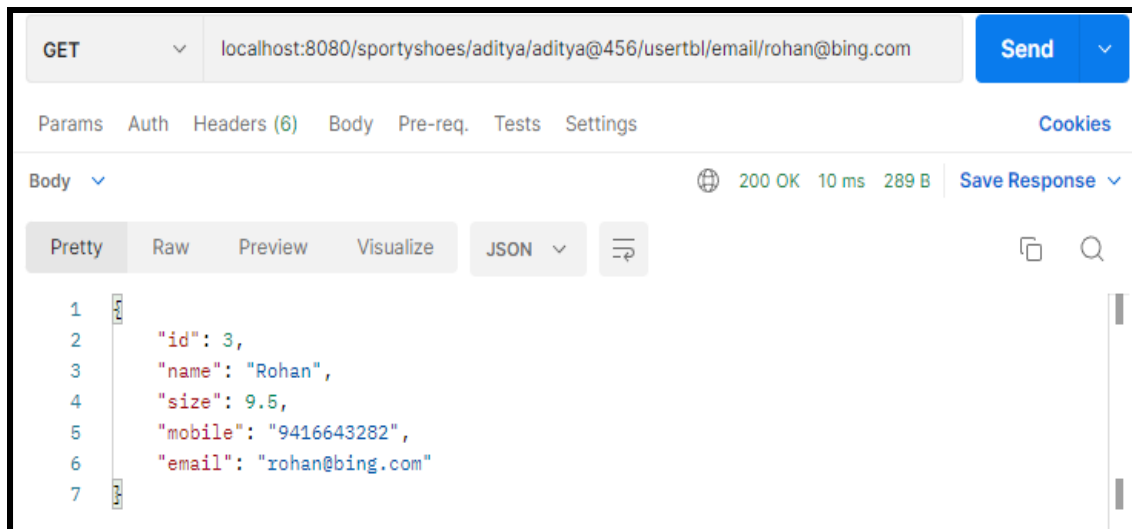 GET localhost:8080/sportyshoes/aditya/aditya@456/usertbl/email/rohan@bing.com Send
Params Auth Headers (6) Body Pre-req. Tests Settings Cookies
Body 200 OK 10 ms 289 B Save Response
Pretty Raw Preview Visualize JSON
1 {
2 "id": 3,
3 "name": "Rohan",
4 "size": 9.5,
5 "mobile": "9416643282",
6 "email": "rohan@bing.com"
7 }